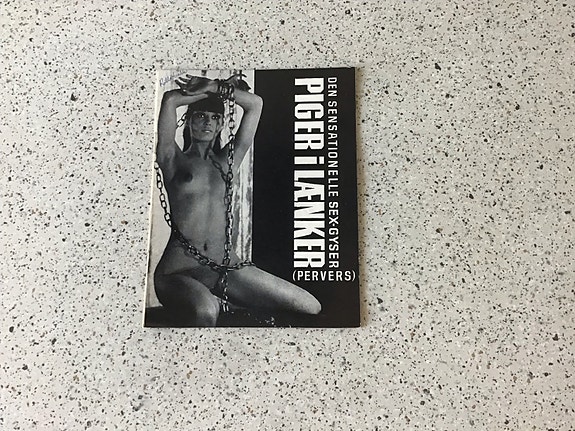 DEN SENSATIONELLE SEX-GYSER
PIGER i LÆNKER
(PERVERS)